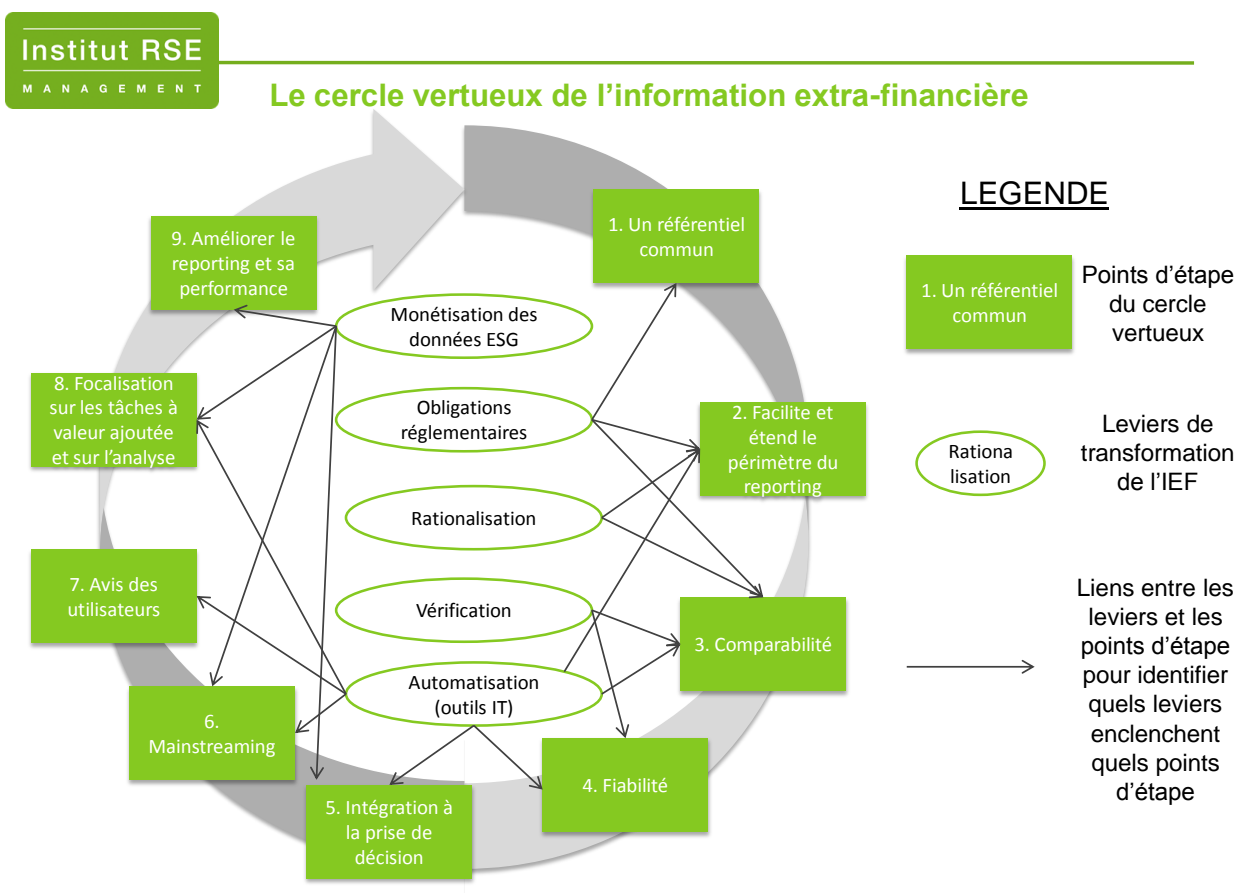 Institut RSE
MANAGEMENT
Le cercle vertueux de l'information extra-financière
1. Un référentiel
commun
2. Facilite et
étend le
périmètre du
reporting
3. Comparabilité
4. Fiabilité
5. Intégration à
la prise de
décision
6.
Mainstreaming
7. Avis des
utilisateurs
8. Focalisation
sur les tâches à
valeur ajoutée
et sur l'analyse
9. Améliorer le
reporting et sa
performance
Monétisation des
données ESG
Obligations
réglementaires
Rationalisation
Vérification
Automatisation
(outils IT)
LEGENDE
1. Un référentiel
commun
Points d'étape
du cercle
vertueux
Rationa
lisation
Leviers de
transformation
de l'IEF
Liens entre les
leviers et les
points d'étape
pour identifier
quels leviers
enclenchent
quels points
d'étape